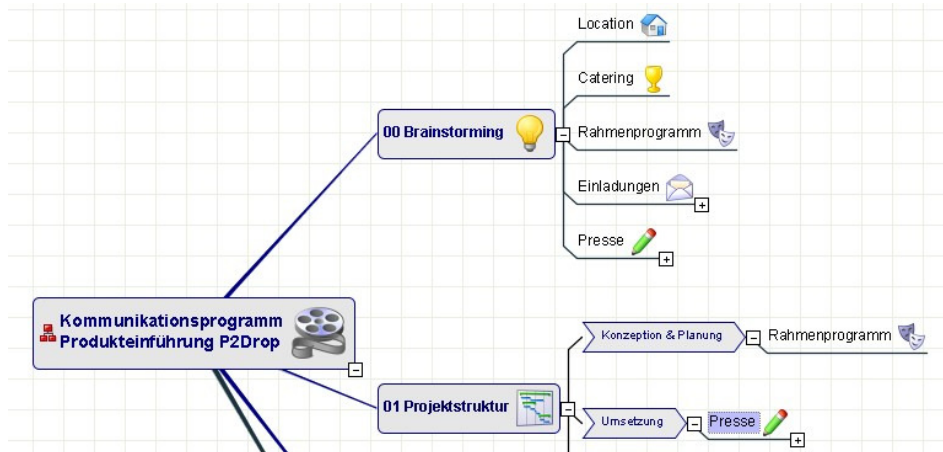 Location
Catering
00 Brainstorming
Rahmenprogramm
Einladungen
Presse
Kommunikationsprogramm
Produkteinführung P2Drop
Konzeption & Planung
Rahmenprogramm
01 Projektstruktur
Umsetzung
Presse